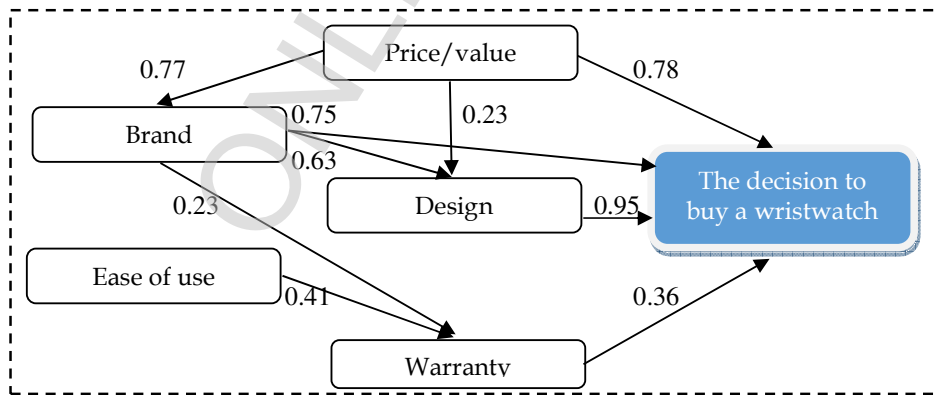 Price/value
0.77
0.78
0.75
0.23
Brand
0.63
The decision to
buy a wristwatch
0.23
Design
0.95
Ease of use
0.41
0.36
Warranty
ONL